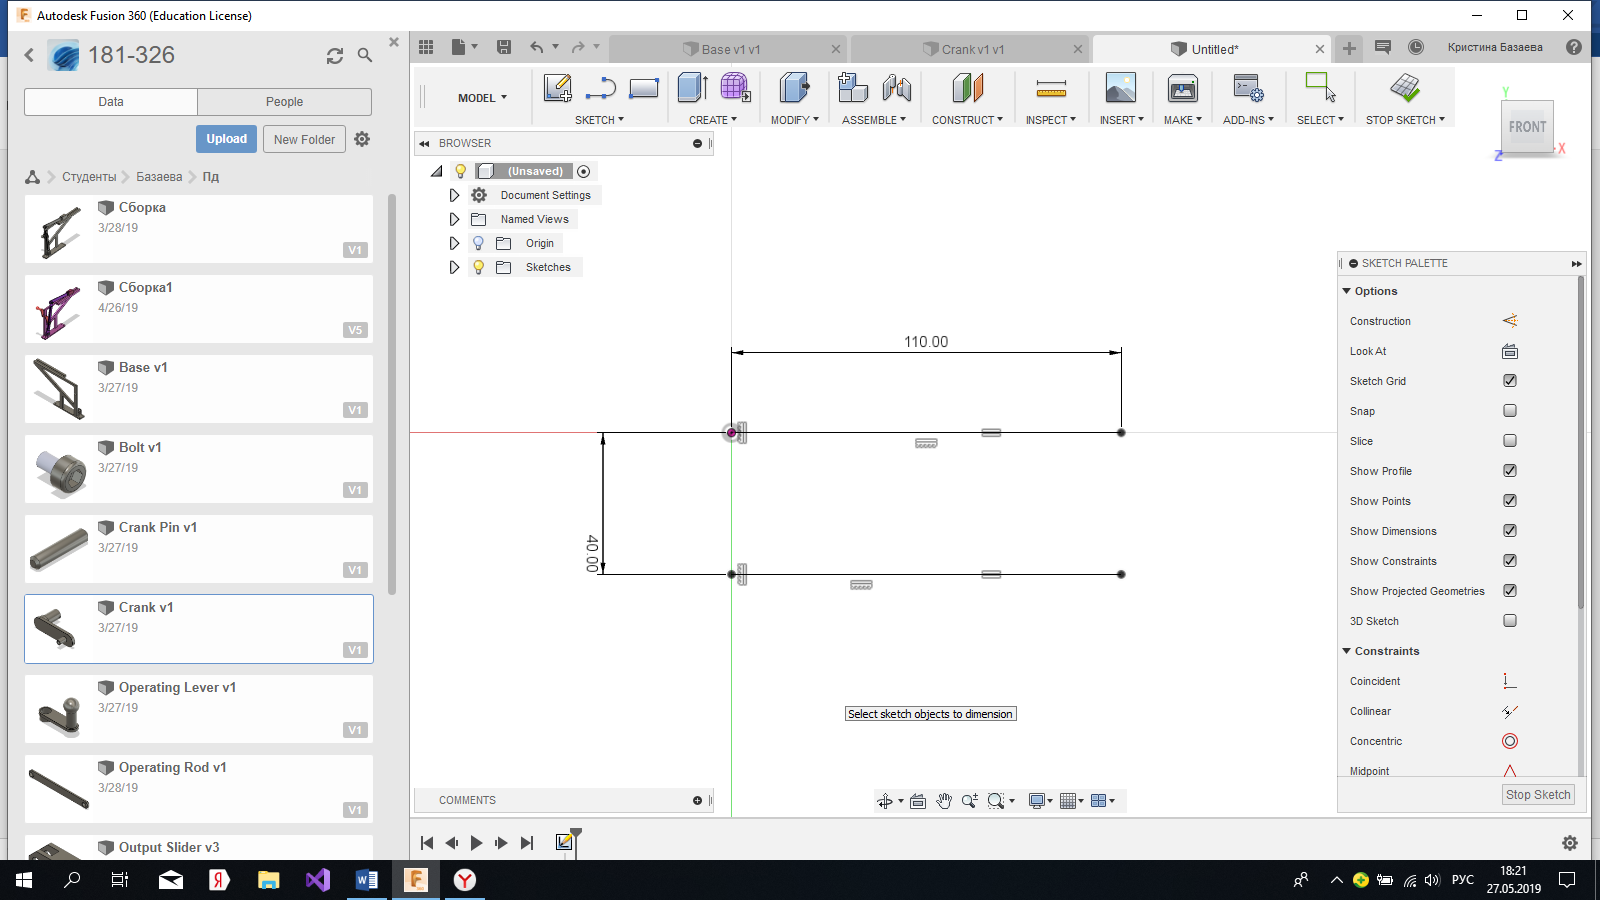 Autodesk Fusion 360 (Education License)
181-326
Data
People
Upload
New Folder
Студенты
Базаева
Пд
Сборка
3/28/19
V1
Сборка1
4/26/19
V5
Base v1
3/27/19
V1
Bolt v1
3/27/19
V1
Crank Pin v1
3/27/19
V1
Crank v1
3/27/19
V1
Operating Lever v1
3/27/19
V1
Operating Rod v1
3/28/19
V1
Output Slider v3
Base v1 v1
Crank v1 v1
Untitled*
Кристина Базаева
MODEL
SKETCH
CREATE
MODIFY
ASSEMBLE
CONSTRUCT
INSPECT
INSERT
MAKE
ADD-INS
SELECT
STOP SKETCH
BROWSER
(Unsaved)
Document Settings
Named Views
Origin
Sketches
Y
FRONT
Z
X
110.00
40.00
Select sketch objects to dimension
SKETCH PALETTE
Options
Construction
Look At
Sketch Grid
Snap
Slice
Show Profile
Show Points
Show Dimensions
Show Constraints
Show Projected Geometries
3D Sketch
Constraints
Coincident
Collinear
Concentric
Midpoint
Stop Sketch
COMMENTS
РУС
18:21
27.05.2019